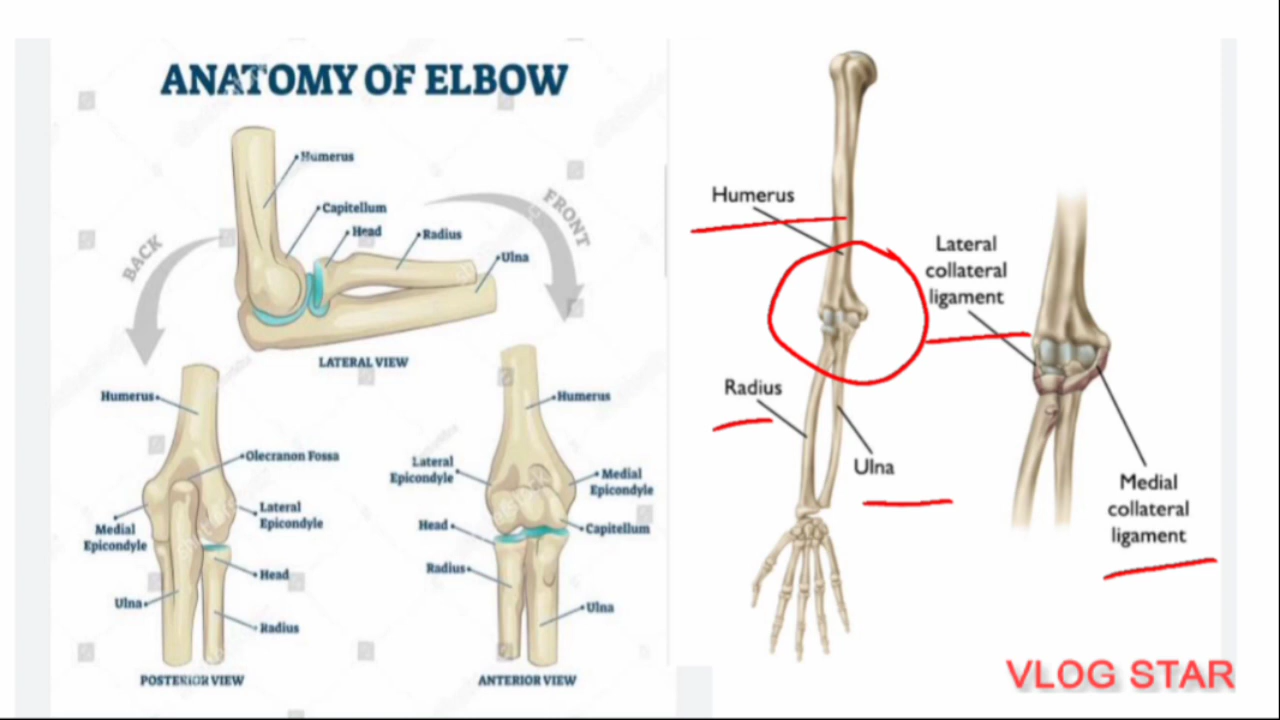 ANATOMY OF ELBOW
Humerus
Capitellum
Head
Radius
Ulna
BACK
FRONT
LATERAL VIEW
Humerus
Olecranon Fossa
Lateral
Epicondyle
Medial
Epicondyle
Head
Ulna
Radius
POSTERIOR VIEW
Humerus
Lateral
Epicondyle
Medial
Epicondyle
Head
Capitellum
Radius
Ulna
ANTERIOR VIEW
Humerus
Radius
Ulna
Lateral
collateral
ligament
Medial
collateral
ligament
VLOG STAR